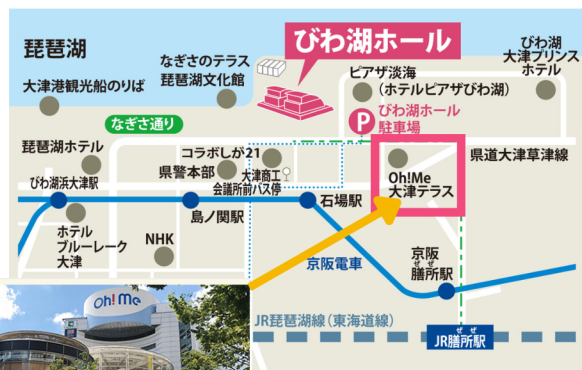 びわ湖ホール
琵琶湖
なぎさのテラス
琵琶湖文化館
大津港観光船のりば
ピアザ淡海
(ホテルピアザびわ湖)
びわ湖
大津プリンス
ホテル
P
びわ湖ホール
駐車場
なぎさ通り
琵琶湖ホテル
コラボしが21
県警本部
大津商工
会議所前バス停
Oh!Me
大津テラス
県道大津草津線
びわ湖浜大津駅
島ノ関駅
石場駅
ホテル
ブルーレーク
大津
NHK
京阪電車
京阪
ぜぜ
膳所駅
Oh! Me
JR琵琶湖線(東海道線)
ぜぜ
JR膳所駅